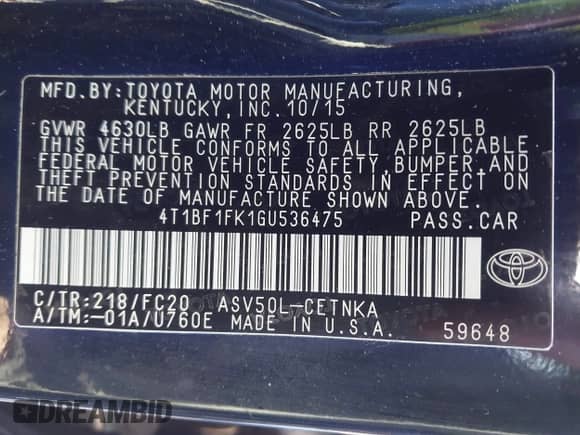 MFD.BY:TOYOTA MOTOR MANUFACTURING,
KENTUCKY,INC.10/15
GVWR 4630LB GAWR FR 2625LB RR 2625LB
THIS VEHICLE CONFORMS TO ALL APPLICABLE
FEDERAL MOTOR VEHICLE SAFETY,BUMPER,AND
THEFT PREVENTION STANDARDS IN EFFECT ON
THE DATE OF MANUFACTURE SHOWN ABOVE.
4T1BF1FK1GU536475 PASS.CAR
C/TR:218/FC20 ASV50L-CETNKA
A/TM:-01A/U760E MADE IN U.S.A. 59648
DREAMBID